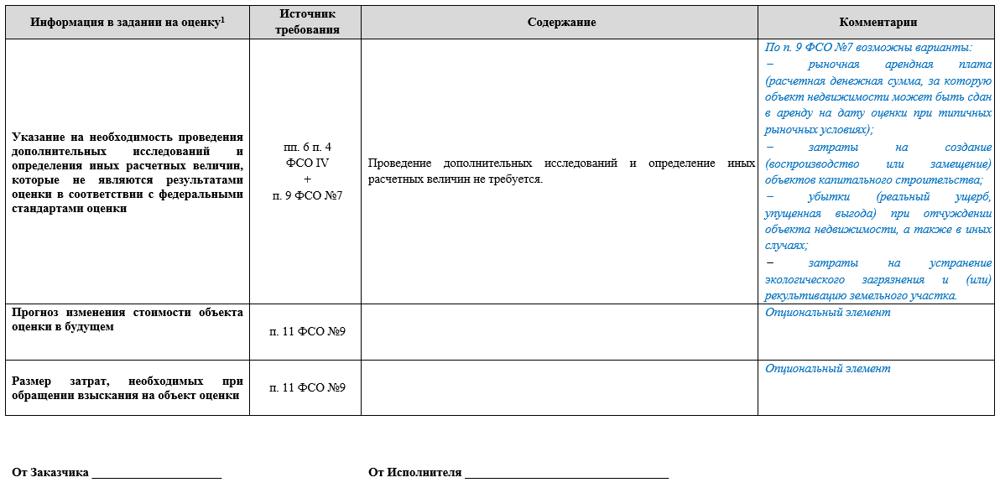 Информация в задании на оценку¹
Источник
требования
Содержание
Комментарии
Указание на необходимость проведения
дополнительных исследований и
определения иных расчетных величин,
которые не являются результатами
оценки в соответствии с федеральными
стандартами оценки
пп. 6 п. 4
ФСО IV
+
п. 9 ФСО №7
Проведение дополнительных исследований и определение иных
расчетных величин не требуется.
По п. 9 ФСО №7 возможны варианты:
− рыночная арендная плата
(расчетная денежная сумма, за которую
объект недвижимости может быть сдан
в аренду на дату оценки при типичных
рыночных условиях);
− затраты на создание
(воспроизводство или замещение)
объектов капитального строительства;
− убытки (реальный ущерб,
упущенная выгода) при отчуждении
объекта недвижимости, а также в иных
случаях;
− затраты на устранение
экологического загрязнения и (или)
рекультивацию земельного участка.
Прогноз изменения стоимости объекта
оценки в будущем
п. 11 ФСО №9
Опциональный элемент
Размер затрат, необходимых при
обращении взыскания на объект оценки
п. 11 ФСО №9
Опциональный элемент
От Заказчика ______________________
От Исполнителя ___________________________________